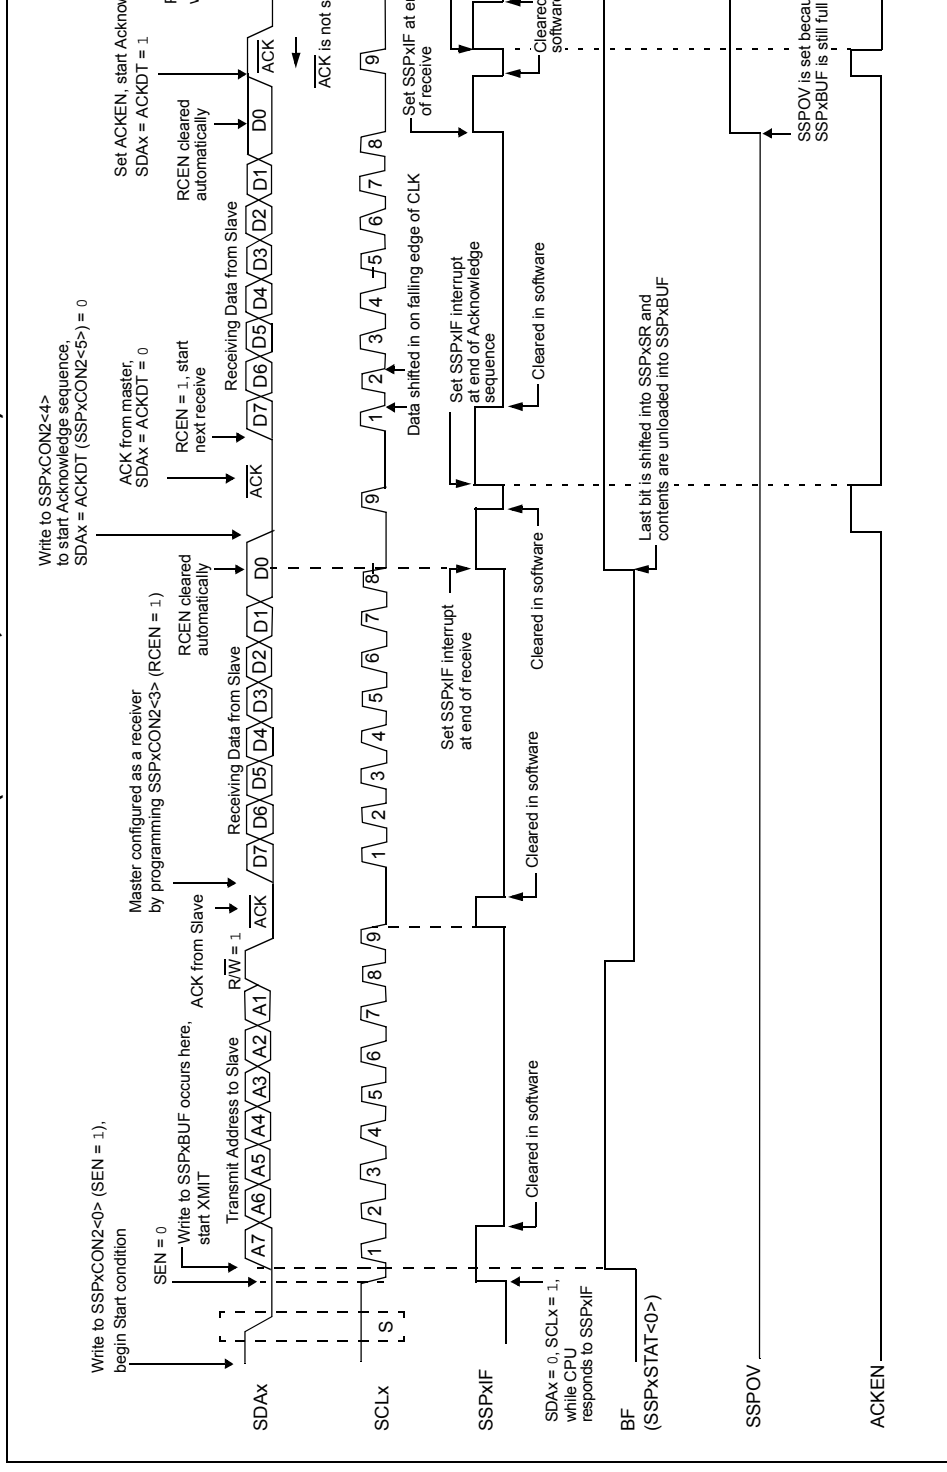 Write to SSPxCON2<0> (SEN = 1),
begin Start condition
SEN = 0
Write to SSPxBUF occurs here,
start XMIT
ACK from Slave
Master configured as a receiver
by programming SSPxCON2<3> (RCEN = 1)
RCEN cleared
automatically
Write to SSPxCON2<4>
to start Acknowledge sequence,
SDAx = ACKDT (SSPxCON2<5>) = 0
ACK from master,
SDAx = ACKDT = 0
RCEN = 1, start
next receive
RCEN cleared
automatically
Set ACKEN, start Acknow
SDAx = ACKDT = 1
Transmit Address to Slave
R/W = 1
Receiving Data from Slave
Receiving Data from Slave
SDAx
A7 A6 A5 A4 A3 A2 A1
ACK
D7 D6 D5 D4 D3 D2 D1 D0
ACK
D7 D6 D5 D4 D3 D2 D1 D0
ACK
ACK is not s
SCLx
S
1 2 3 4 5 6 7 8 9
1 2 3 4 5 6 7 8 9
1 2 3 4 5 6 7 8 9
Data shifted in on falling edge of CLK
Set SSPxIF interrupt
at end of receive
Set SSPxIF interrupt
at end of Acknowledge
sequence
Set SSPxIF at en
of receive
SSPxIF
Cleared in software
Cleared in software
Cleared in software
Cleared in software
Cleared
software
SDAx = 0, SCLx = 1,
while CPU
responds to SSPxIF
BF
(SSPxSTAT<0>)
Last bit is shifted into SSPxSR and
contents are unloaded into SSPxBUF
SSPOV
SSPOV is set becau
SSPxBUF is still full
ACKEN